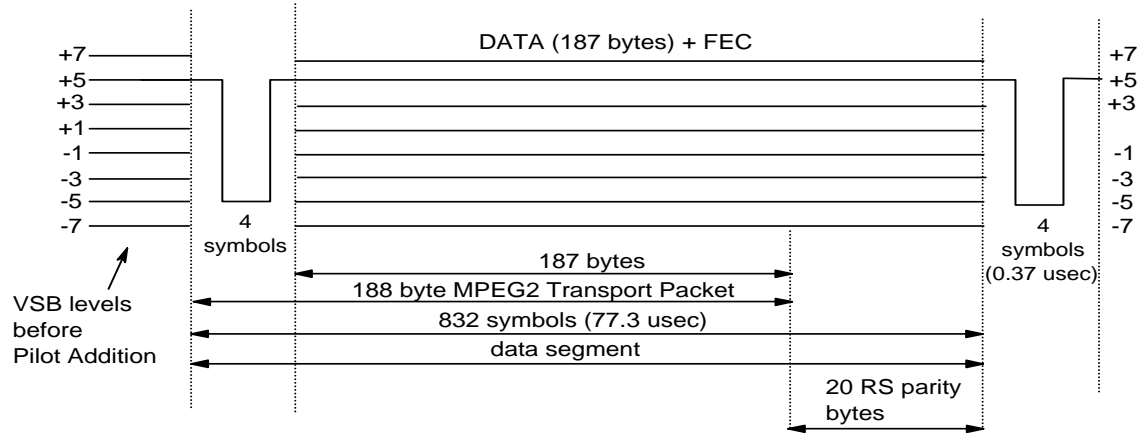 DATA (187 bytes) + FEC
+7
+5
+3
+1
-1
-3
-5
-7
+7
+5
+3
-1
-3
-5
-7
4
symbols
4
symbols
(0.37 usec)
187 bytes
188 byte MPEG2 Transport Packet
832 symbols (77.3 usec)
data segment
VSB levels
before
Pilot Addition
20 RS parity
bytes